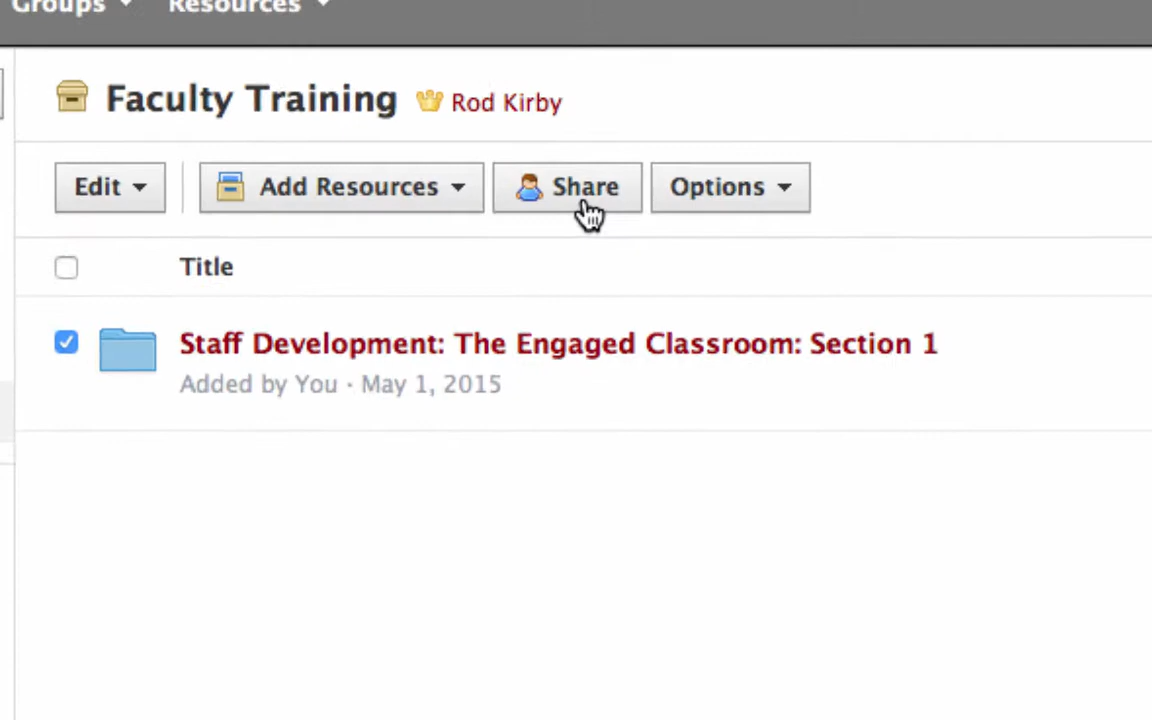 Groups Resources
Faculty Training Rod Kirby
Edit Add Resources Share Options
Title
Staff Development: The Engaged Classroom: Section 1
Added by You · May 1, 2015